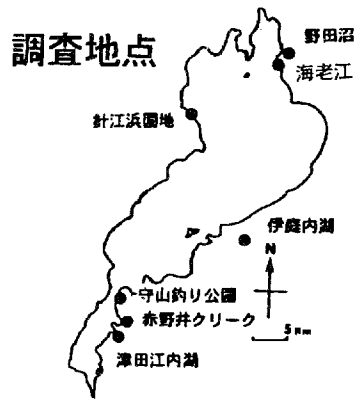 調査地点
野田沼
海老江
針江浜園地
伊庭内湖
N
守山釣り公園
赤野井クリーク
5 Km
津田江内湖